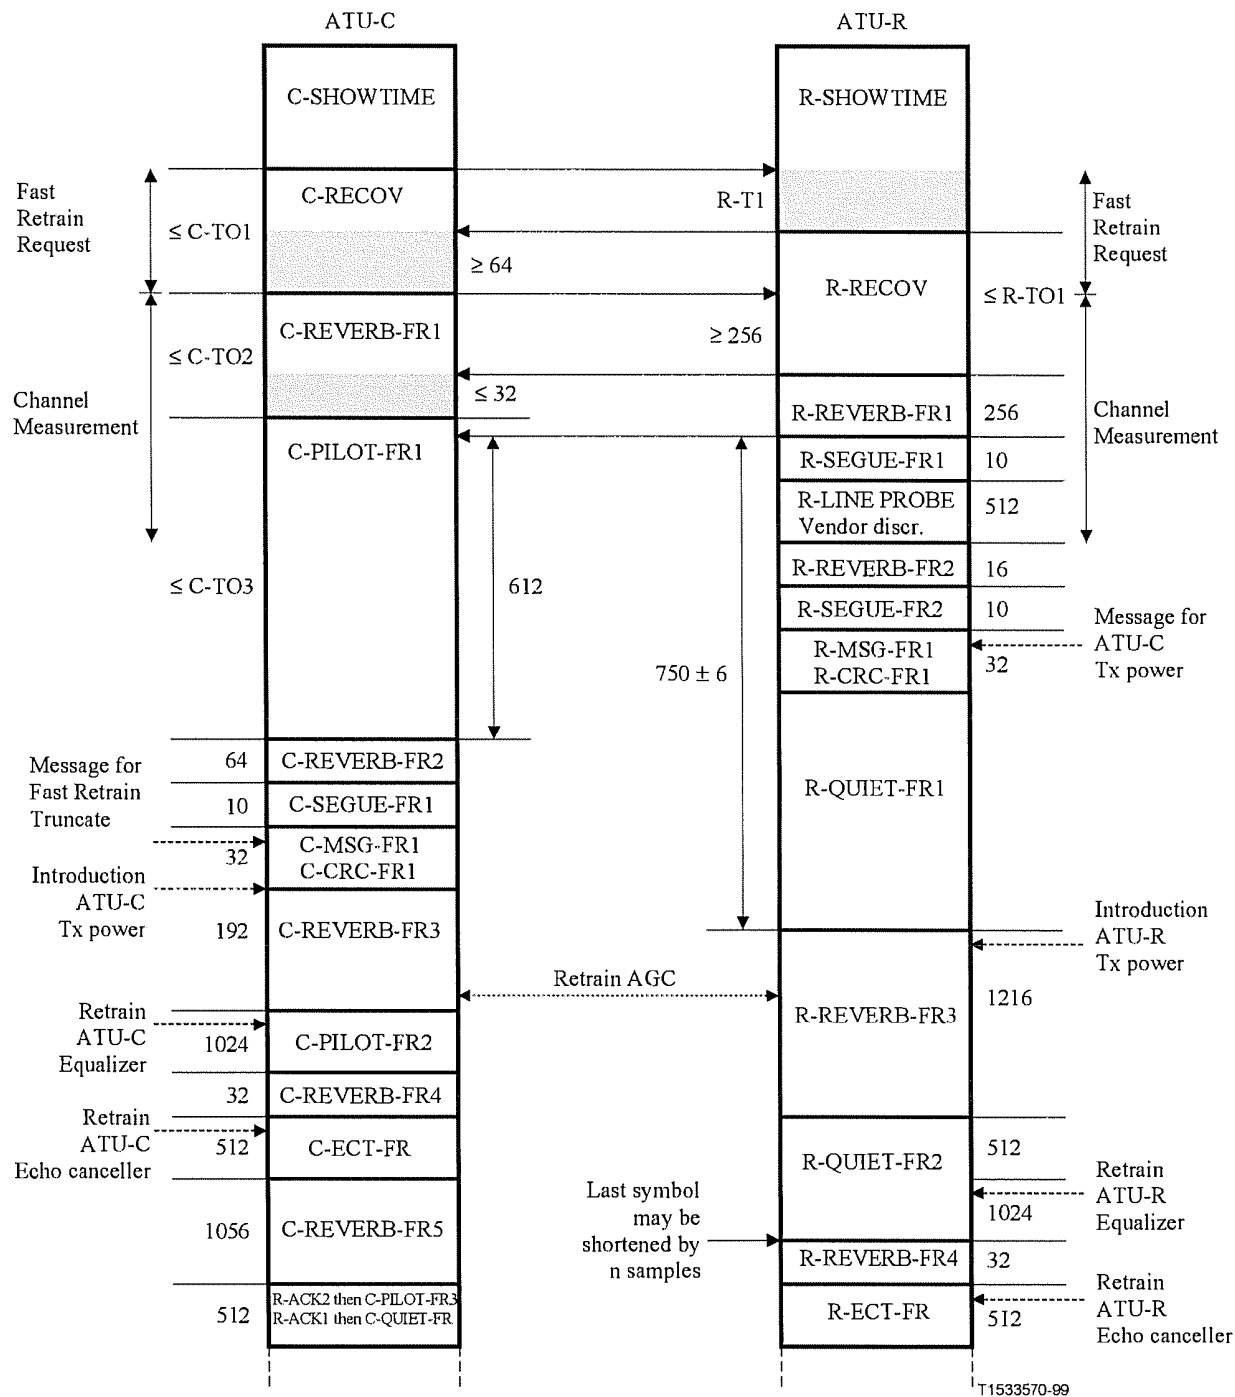 ATU-C
ATU-R
C-SHOWTIME
R-SHOWTIME
Fast
Retrain
Request
≤ C-TO1
C-RECOV
R-T1
≥ 64
Fast
Retrain
Request
R-RECOV
≤ R-TO1
C-REVERB-FR1
≥ 256
≤ C-TO2
≤ 32
Channel
Measurement
R-REVERB-FR1
256
Channel
Measurement
C-PILOT-FR1
R-SEGUE-FR1
10
R-LINE PROBE
Vendor discr.
512
≤ C-TO3
612
R-REVERB-FR2
16
R-SEGUE-FR2
10
Message for
ATU-C
Tx power
R-MSG-FR1
R-CRC-FR1
32
750 ± 6
Message for
Fast Retrain
Truncate
64
C-REVERB-FR2
R-QUIET-FR1
10
C-SEGUE-FR1
32
C-MSG-FR1
C-CRC-FR1
Introduction
ATU-C
Tx power
192
C-REVERB-FR3
Introduction
ATU-R
Tx power
Retrain AGC
R-REVERB-FR3
1216
Retrain
ATU-C
Equalizer
1024
C-PILOT-FR2
32
C-REVERB-FR4
Retrain
ATU-C
Echo canceller
512
C-ECT-FR
R-QUIET-FR2
512
1024
Retrain
ATU-R
Equalizer
Last symbol
may be
shortened by
n samples
1056
C-REVERB-FR5
R-REVERB-FR4
32
512
R-ACK2 then C-PILOT-FR3
R-ACK1 then C-QUIET-FR
R-ECT-FR
512
Retrain
ATU-R
Echo canceller
T1533570-99